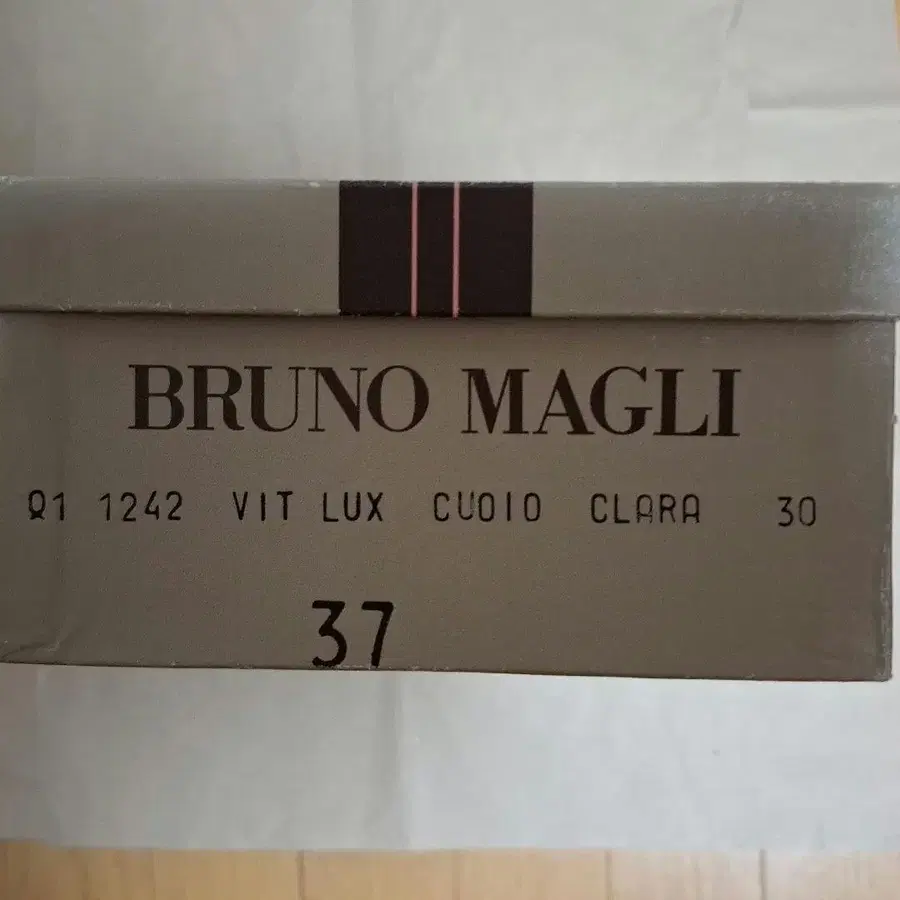 BRUNO MAGLI
Q1 1242 VIT LUX CUOIO CLARA 30
37